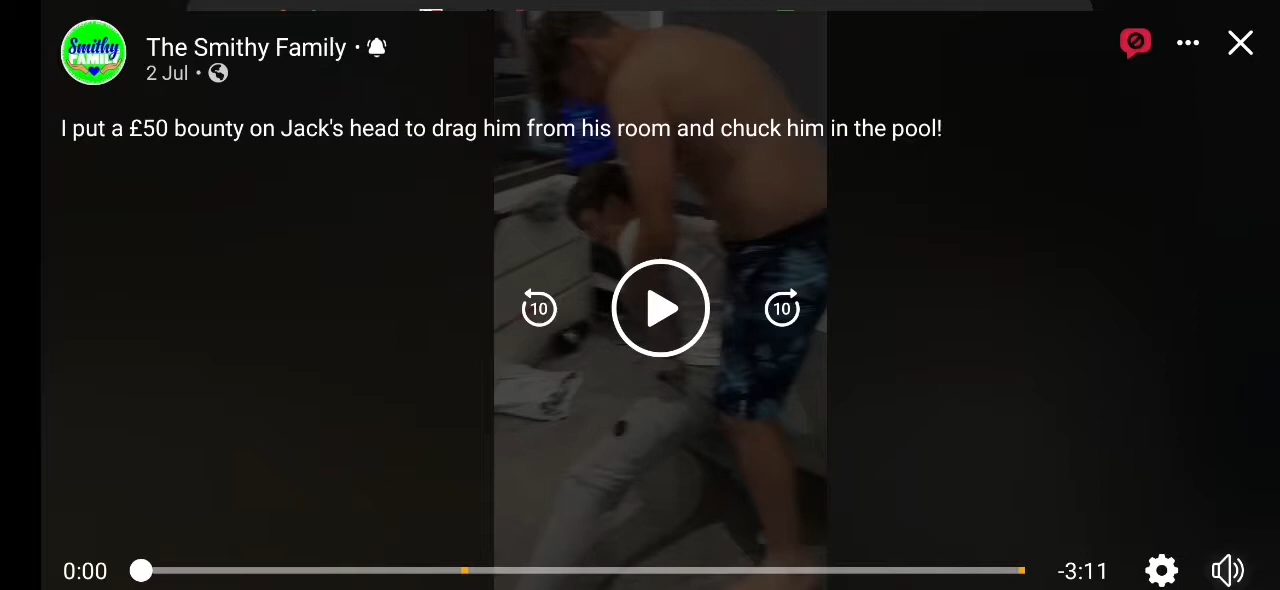 Smithy
FAMILY
The Smithy Family ·
2 Jul ·
I put a £50 bounty on Jack's head to drag him from his room and chuck him in the pool!
10
10
0:00
-3:11